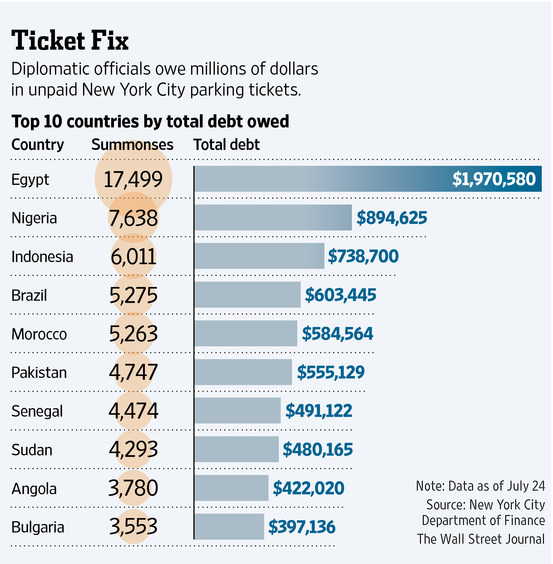 Ticket Fix
Diplomatic officials owe millions of dollars
in unpaid New York City parking tickets.
Top 10 countries by total debt owed
Country Summonses Total debt
Egypt 17,499 $1,970,580
Nigeria 7,638 $894,625
Indonesia 6,011 $738,700
Brazil 5,275 $603,445
Morocco 5,263 $584,564
Pakistan 4,747 $555,129
Senegal 4,474 $491,122
Sudan 4,293 $480,165
Angola 3,780 $422,020
Bulgaria 3,553 $397,136
Note: Data as of July 24
Source: New York City
Department of Finance
The Wall Street Journal